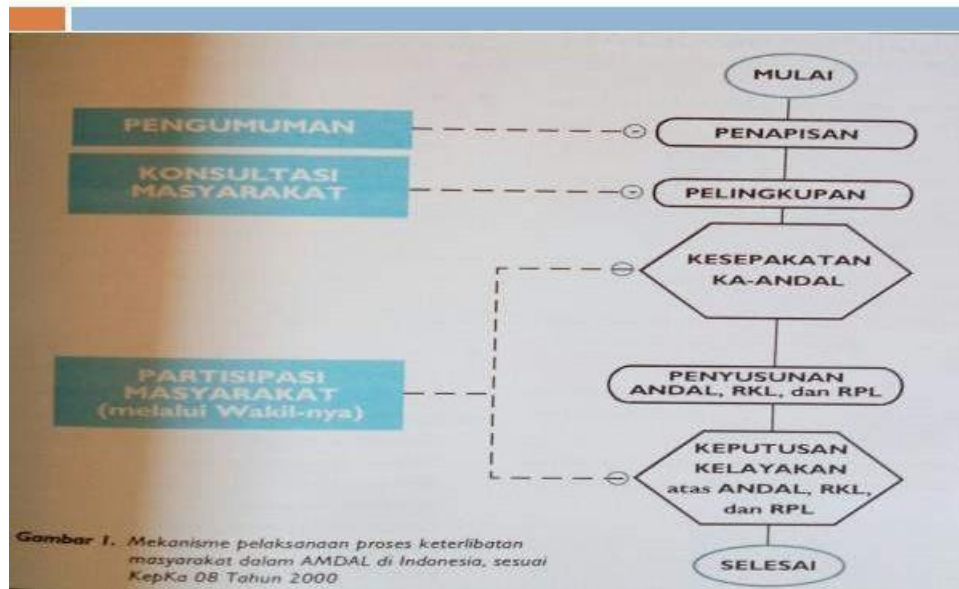 MULAI
PENGUMUMAN
PENAPISAN
KONSULTASI
MASYARAKAT
PELINGKUPAN
KESEPAKATAN
KA-ANDAL
PARTISIPASI
MASYARAKAT
(melalui Wakil-nya)
PENYUSUNAN
ANDAL, RKL, dan RPL
KEPUTUSAN
KELAYAKAN
atas ANDAL, RKL,
dan RPL
SELESAI
Gambar 1. Mekanisme pelaksanaan proses keterlibatan
masyarakat dalam AMDAL di Indonesia, sesuai
KepKa 08 Tahun 2000